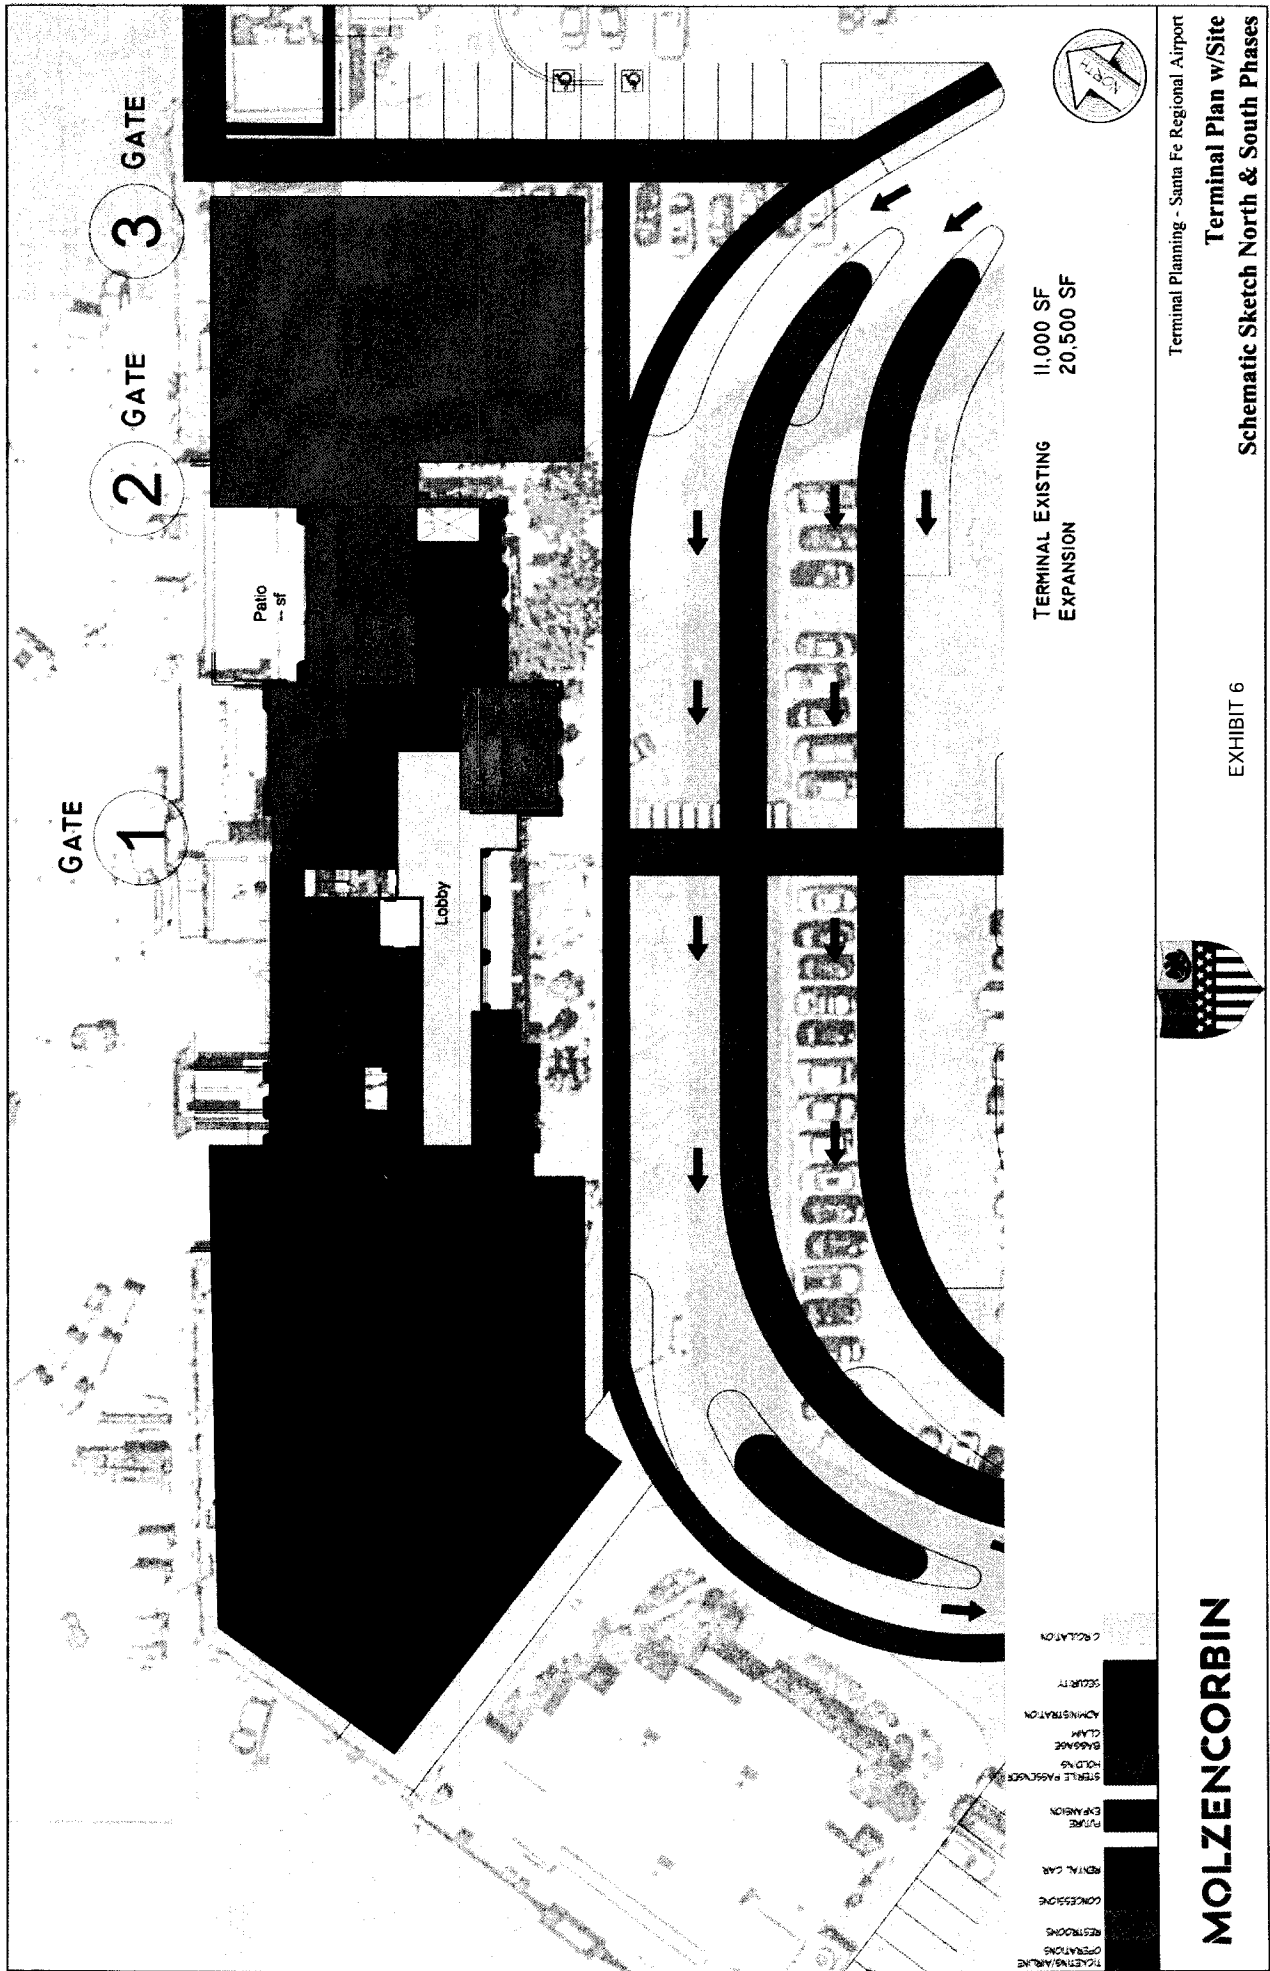 GATE
1
GATE
2
GATE
3
Patio
-- sf
Lobby
TERMINAL EXISTING 11,000 SF
EXPANSION 20,500 SF
NORTH
TICKETING/AIRLINE
OPERATIONS
RESTROOMS
CONCESSIONS
RENTAL CAR
FUTURE
EXPANSION
STERILE PASSENGER
HOLDING
BAGGAGE
CLAIM
ADMINISTRATION
SECURITY
CIRCULATION
MOLZENCORBIN
EXHIBIT 6
Terminal Planning - Santa Fe Regional Airport
Terminal Plan w/Site
Schematic Sketch North & South Phases